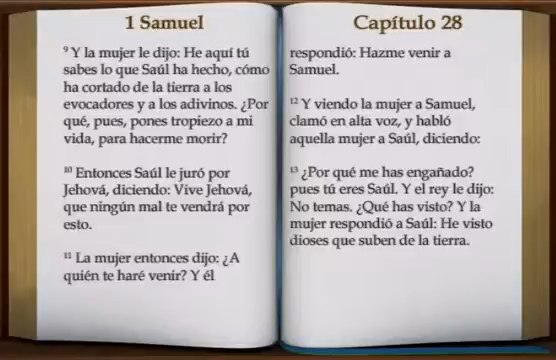 1 Samuel
⁹ Y la mujer le dijo: He aquí tú
sabes lo que Saúl ha hecho, cómo
ha cortado de la tierra a los
evocadores y a los adivinos. ¿Por
qué, pues, pones tropiezo a mi
vida, para hacerme morir?
¹⁰ Entonces Saúl le juró por
Jehová, diciendo: Vive Jehová,
que ningún mal te vendrá por
esto.
¹¹ La mujer entonces dijo: ¿A
quién te haré venir? Y él
Capítulo 28
respondió: Hazme venir a
Samuel.
¹² Y viendo la mujer a Samuel,
clamó en alta voz, y habló
aquella mujer a Saúl, diciendo:
¹³ ¿Por qué me has engañado?
pues tú eres Saúl. Y el rey le dijo:
No temas. ¿Qué has visto? Y la
mujer respondió a Saúl: He visto
dioses que suben de la tierra.